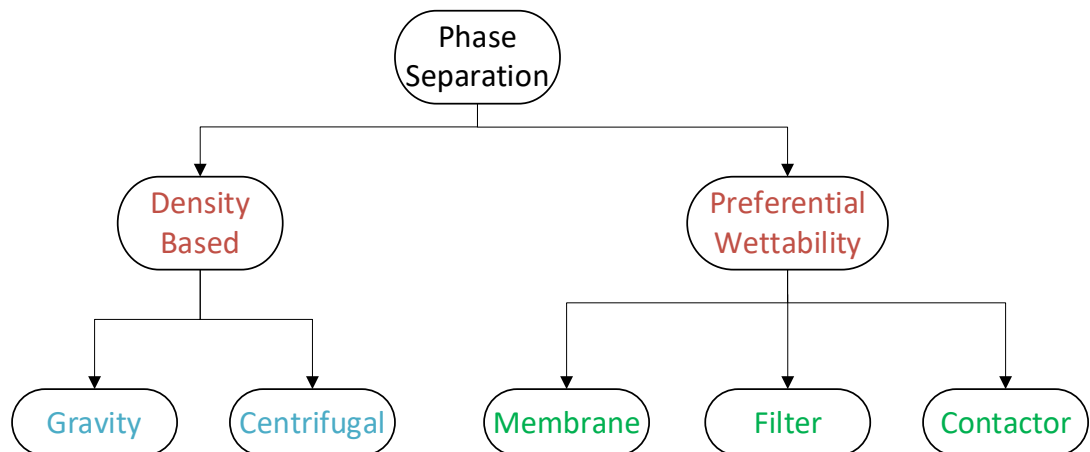 Phase
Separation
Density
Based
Preferential
Wettability
Gravity
Centrifugal
Membrane
Filter
Contactor